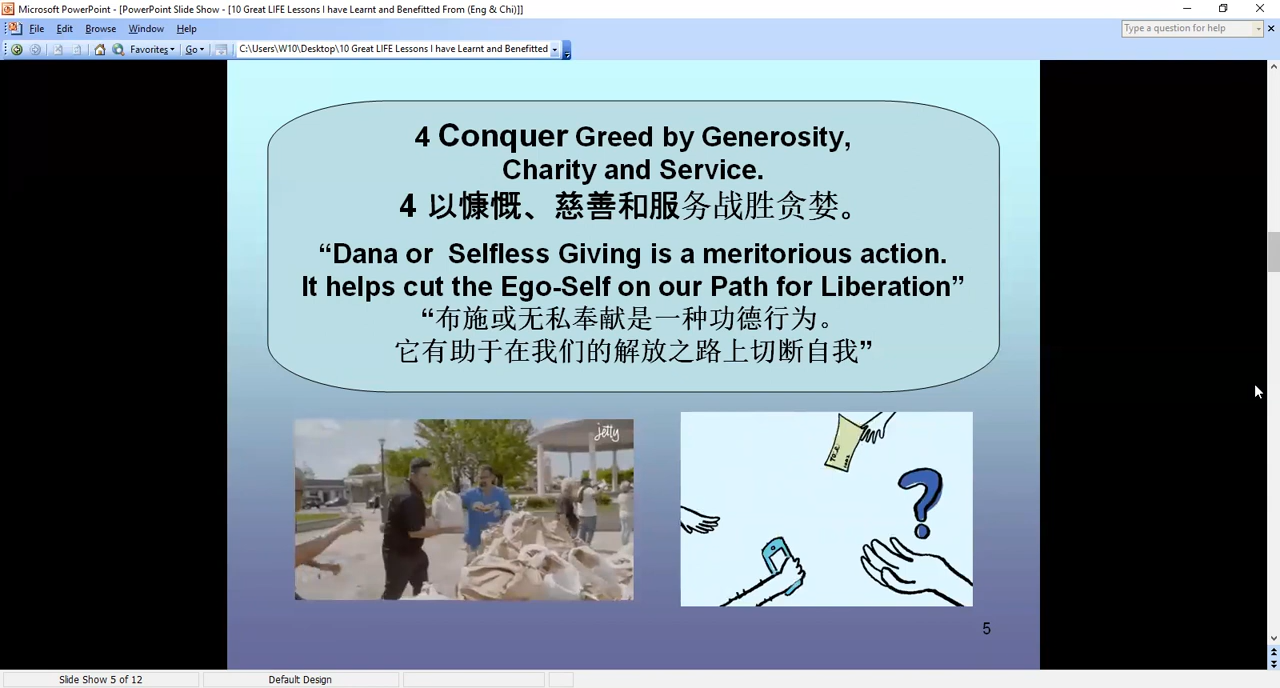 Microsoft PowerPoint - [PowerPoint Slide Show - [10 Great LIFE Lessons I have Learnt and Benefitted From (Eng & Chi)]]
File Edit Browse Window Help
Type a question for help
Favorites Go C:\Users\W10\Desktop\10 Great LIFE Lessons I have Learnt and Benefitted
4 Conquer Greed by Generosity,
Charity and Service.
4 以慷慨、慈善和服务战胜贪婪。
“Dana or Selfless Giving is a meritorious action.
It helps cut the Ego-Self on our Path for Liberation”
“布施或无私奉献是一种功德行为。
它有助于在我们的解放之路上切断自我”
jetty
?
5
Slide Show 5 of 12 Default Design